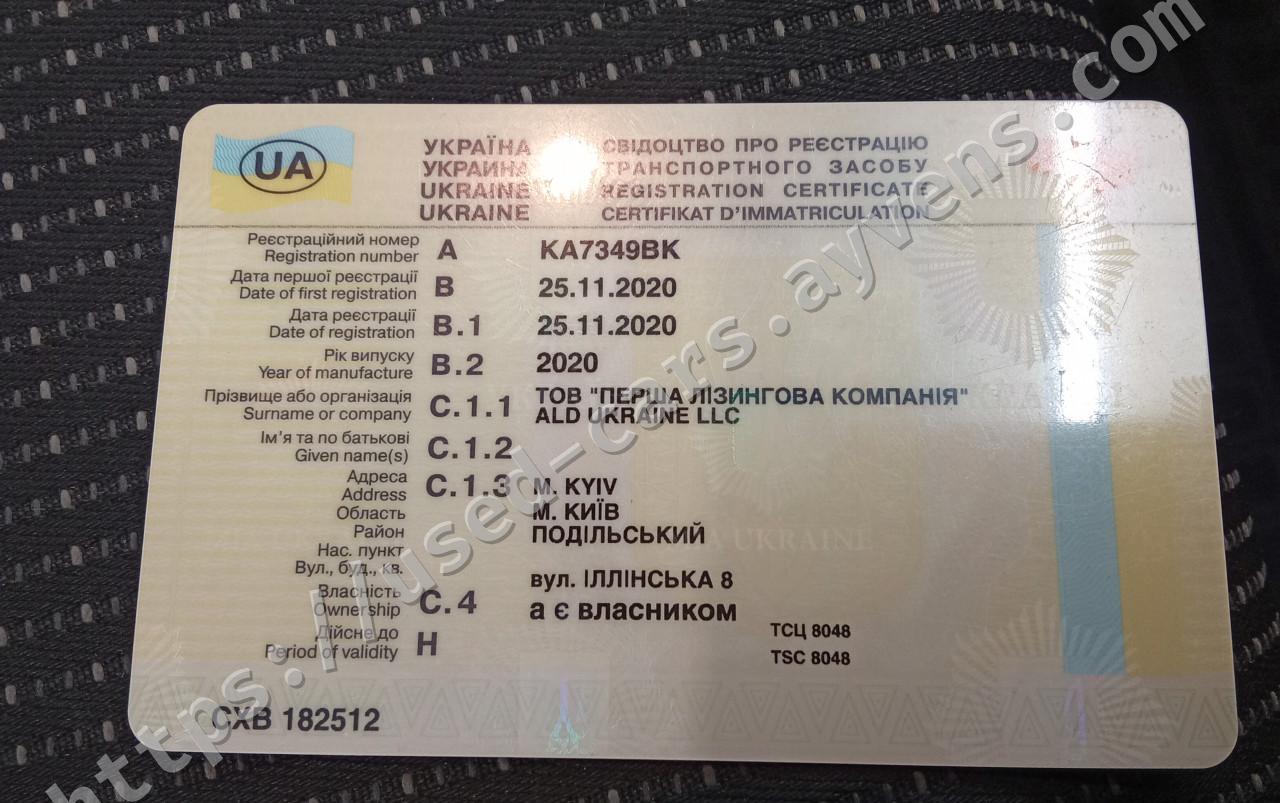 UA
УКРАЇНА СВІДОЦТВО ПРО РЕЄСТРАЦІЮ
УКРАИНА ТРАНСПОРТНОГО ЗАСОБУ
UKRAINE REGISTRATION CERTIFICATE
UKRAINE CERTIFIKAT D'IMMATRICULATION
Реєстраційний номер
Registration number A KA7349BK
Дата першої реєстрації
Date of first registration B 25.11.2020
Дата реєстрації
Date of registration B.1 25.11.2020
Рік випуску
Year of manufacture B.2 2020
Прізвище або організація C.1.1 ТОВ "ПЕРША ЛІЗИНГОВА КОМПАНІЯ"
Surname or company ALD UKRAINE LLC
Ім'я та по батькові
Given name(s) C.1.2
Адреса C.1.3 M. KYIV
Address
Область М. КИЇВ
Район ПОДІЛЬСЬКИЙ
Нас. пункт
Вул., буд., кв. вул. ІЛЛІНСЬКА 8
Власність
Ownership C.4 а є власником
Дійсне до H ТСЦ 8048
Period of validity TSC 8048
СХВ 182512
https://used-cars.ayvens.com